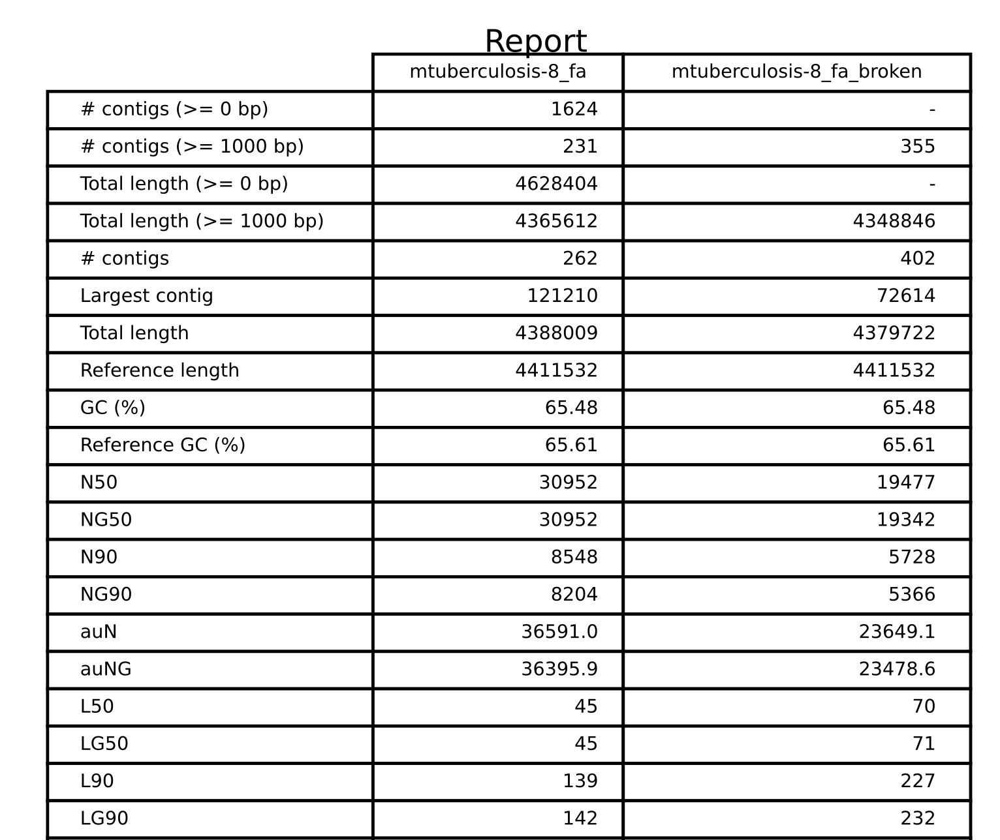 Report
mtuberculosis-8_fa mtuberculosis-8_fa_broken
# contigs (>= 0 bp) 1624 -
# contigs (>= 1000 bp) 231 355
Total length (>= 0 bp) 4628404 -
Total length (>= 1000 bp) 4365612 4348846
# contigs 262 402
Largest contig 121210 72614
Total length 4388009 4379722
Reference length 4411532 4411532
GC (%) 65.48 65.48
Reference GC (%) 65.61 65.61
N50 30952 19477
NG50 30952 19342
N90 8548 5728
NG90 8204 5366
auN 36591.0 23649.1
auNG 36395.9 23478.6
L50 45 70
LG50 45 71
L90 139 227
LG90 142 232